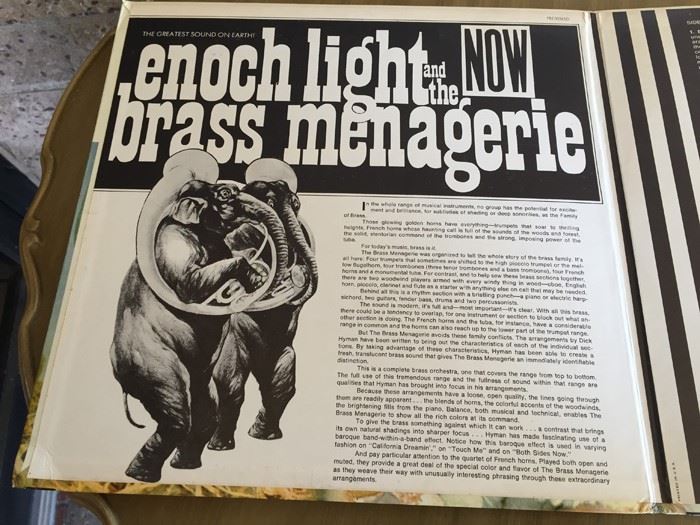 THE GREATEST SOUND ON EARTH!
enoch light and the NOW
brass menagerie
In the whole range of musical instruments, no group has the potential for excite-
ment and brilliance, for subtleties of shading or deep sonorities, as the Family
of Brass.
Those glowing golden horns have everything—trumpets that soar to thrilling
heights, French horns whose haunting call is full of the sounds of the woods and forest,
the solid, stentorian command of the trombones and the strong, imposing power of the
tuba.
For today's music, brass is it.
The Brass Menagerie was organized to tell the whole story of the brass family. It's
all here: Four trumpets that sometimes are shifted to the high piccolo trumpet or the mel-
low flugelhorn, four trombones (three tenor trombones and a bass trombone), four French
horns and a monumental tuba. For contrast, and to help see these brass sections together,
there are two woodwind players armed with every windy thing in wood—oboe, English
horn, piccolo, clarinet and flute as a starter with anything else on call that may be needed.
Behind all this is a rhythm section with a bristling punch—a piano or electric harp-
sichord, two guitars, fender bass, drums and two percussionists.
The sound is modern, it's full and—most important—it's clear. With all this brass,
there could be a tendency to overlap, for one instrument or section to block out what an-
other section is doing. The French horns and the tuba, for instance, have a considerable
range in common and the horns can also reach up to the lower part of the trumpet range.
But The Brass Menagerie avoids these family conflicts. The arrangements by Dick
Hyman have been written to bring out the characteristics of each of the individual sec-
tions. By taking advantage of these characteristics, Hyman has been able to create a
fresh, translucent brass sound that gives The Brass Menagerie an immediately identifiable
distinction.
This is a complete brass orchestra, one that covers the range from top to bottom.
The full use of this tremendous range and the fullness of sound within that range are
qualities that Hyman has brought into focus in his arrangements.
Because these arrangements have a loose, open quality, the lines going through
them are readily apparent . . . the blends of horns, the colorful accents of the woodwinds,
the brightening fills from the piano. Balance, both musical and technical, enables The
Brass Menagerie to show all the rich colors at its command.
To give the brass something against which it can work . . . a contrast that brings
its own natural shadings into sharper focus . . . Hyman has made fascinating use of a
baroque band-within-a-band effect. Notice how this baroque effect is used in varying
fashion on "California Dreamin'," on "Touch Me" and on "Both Sides Now."
And pay particular attention to the quartet of French horns. Played both open and
muted, they provide a great deal of the special color and flavor of The Brass Menagerie
as they weave their way with unusually interesting phrasing through these extraordinary
arrangements.
SIDE
1.